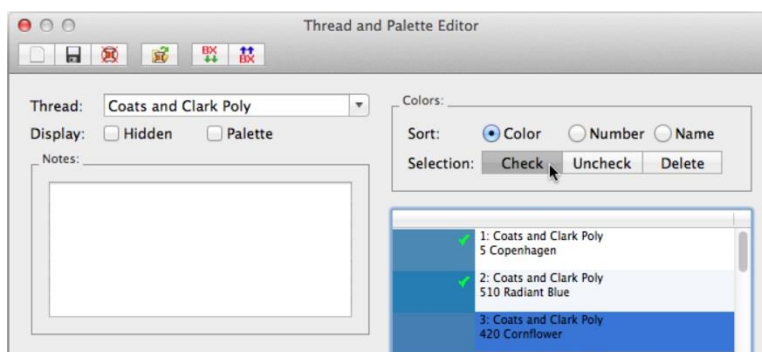 Thread and Palette Editor
BX
BX
Thread: Coats and Clark Poly
Display: Hidden Palette
Notes:
Colors:
Sort: Color Number Name
Selection: Check Uncheck Delete
1: Coats and Clark Poly
5 Copenhagen
2: Coats and Clark Poly
510 Radiant Blue
3: Coats and Clark Poly
420 Cornflower